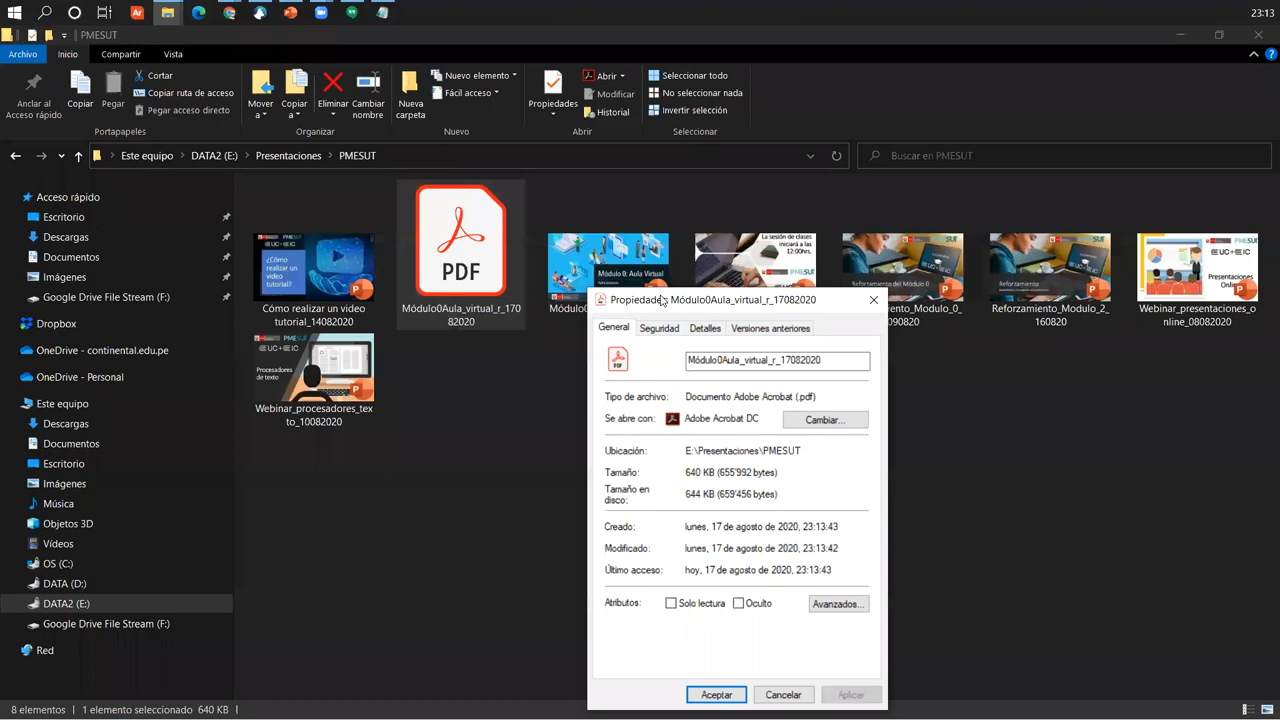 23:13
PMESUT
Archivo
Inicio
Compartir
Vista
Anclar al
Acceso rápido
Copiar
Pegar
Cortar
Copiar ruta de acceso
Pegar acceso directo
Portapapeles
Mover
a
Copiar
a
Eliminar
Cambiar
nombre
Organizar
Nueva
carpeta
Nuevo elemento
Fácil acceso
Nuevo
Propiedades
Abrir
Modificar
Historial
Abrir
Seleccionar todo
No seleccionar nada
Invertir selección
Seleccionar
Este equipo > DATA2 (E:) > Presentaciones > PMESUT
Buscar en PMESUT
Acceso rápido
Escritorio
Descargas
Documentos
Imágenes
Google Drive File Stream (F:)
Dropbox
OneDrive - continental.edu.pe
OneDrive - Personal
Este equipo
Descargas
Documentos
Escritorio
Imágenes
Música
Objetos 3D
Vídeos
OS (C:)
DATA (D:)
DATA2 (E:)
Google Drive File Stream (F:)
Red
PMESUT
¿Cómo
realizar un
video
tutorial?
Cómo realizar un video
tutorial_14082020
PDF
Módulo0Aula_virtual_r_170
82020
Módulo 0: Aula Virtual
La sesión de clases
iniciará a las
12:00hrs.
PMESUT
Reforzamiento del Módulo 0
Reforzamiento
Reforzamiento_Modulo_2_
160820
Presentaciones
Online
Webinar_presentaciones_o
nline_08082020
PMESUT
Procesadores
de texto
Webinar_procesadores_tex
to_10082020
Propiedades: Módulo0Aula_virtual_r_17082020
General
Seguridad
Detalles
Versiones anteriores
PDF
Módulo0Aula_virtual_r_17082020
Tipo de archivo: Documento Adobe Acrobat (.pdf)
Se abre con: Adobe Acrobat DC
Cambiar...
Ubicación: E:\Presentaciones\PMESUT
Tamaño: 640 KB (655'992 bytes)
Tamaño en
disco: 644 KB (659'456 bytes)
Creado: lunes, 17 de agosto de 2020, 23:13:43
Modificado: lunes, 17 de agosto de 2020, 23:13:42
Último acceso: hoy, 17 de agosto de 2020, 23:13:43
Atributos: Solo lectura Oculto Avanzados...
Aceptar
Cancelar
Aplicar
8 elementos
1 elemento seleccionado 640 KB